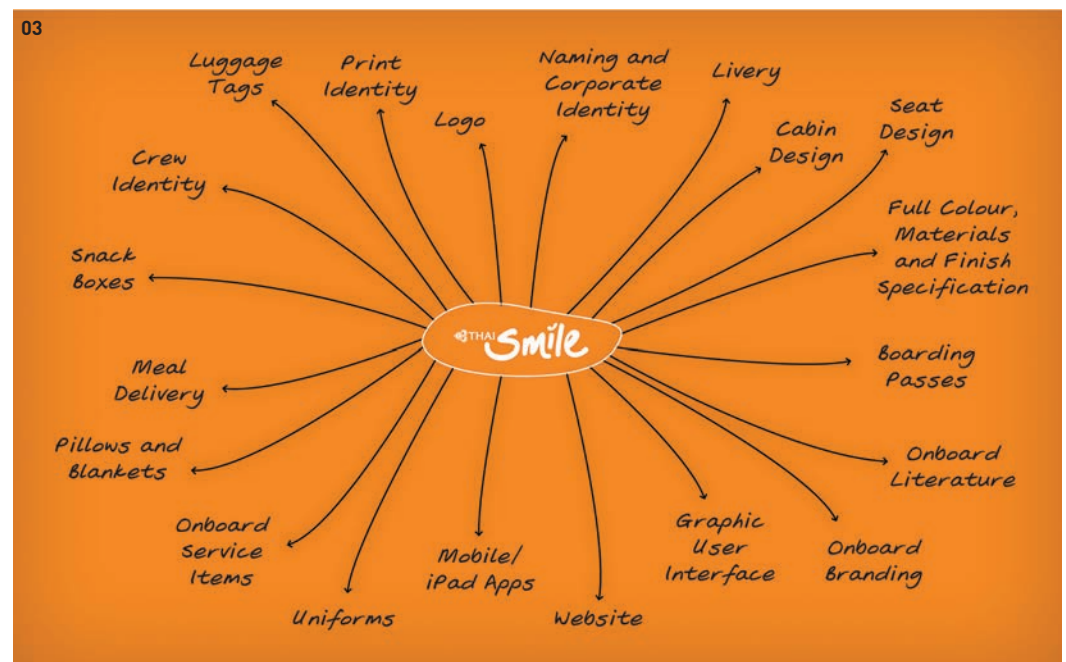 03
Luggage
Tags
Print
Identity
Logo
Naming and
Corporate
Identity
Livery
Cabin
Design
Seat
Design
Full Colour,
Materials
and Finish
Specification
Boarding
Passes
Onboard
Literature
Onboard
Branding
Graphic
User
Interface
Website
Mobile/
iPad Apps
Uniforms
Onboard
Service
Items
Pillows and
Blankets
Meal
Delivery
Snack
Boxes
Crew
Identity
THAI Smile